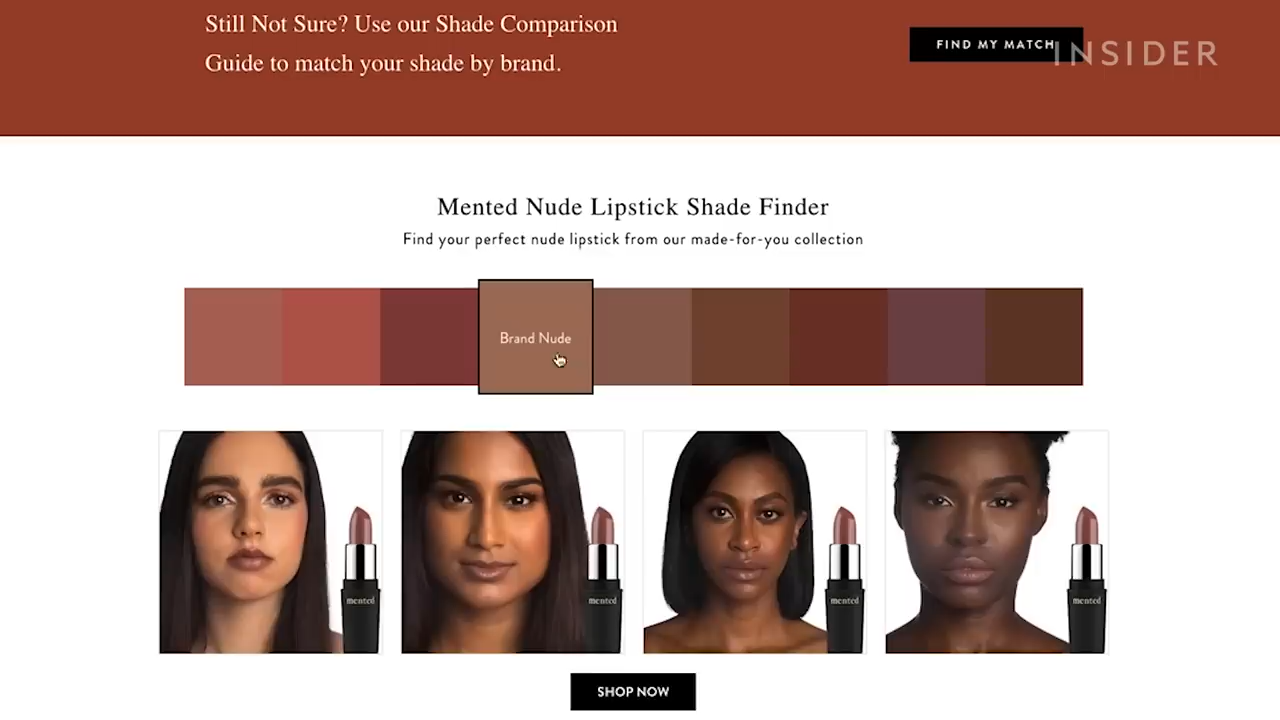 Still Not Sure? Use our Shade Comparison
Guide to match your shade by brand.
FIND MY MATCH
INSIDER
Mented Nude Lipstick Shade Finder
Find your perfect nude lipstick from our made-for-you collection
Brand Nude
mented
mented
mented
mented
SHOP NOW